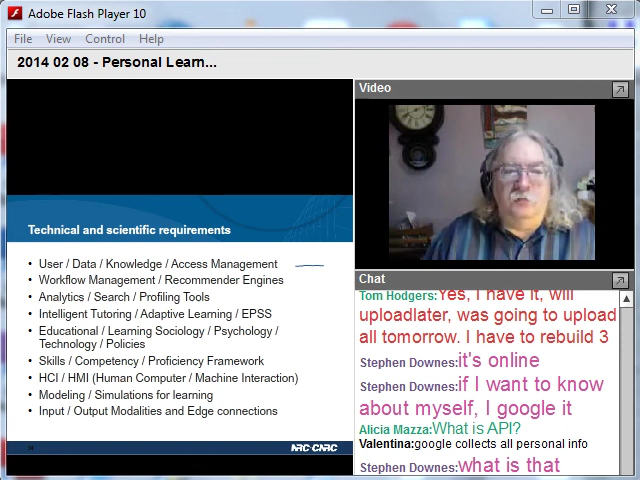 Adobe Flash Player 10
File View Control Help
2014 02 08 - Personal Learn...
Technical and scientific requirements
• User / Data / Knowledge / Access Management
• Workflow Management / Recommender Engines
• Analytics / Search / Profiling Tools
• Intelligent Tutoring / Adaptive Learning / EPSS
• Educational / Learning Sociology / Psychology /
Technology / Policies
• Skills / Competency / Proficiency Framework
• HCI / HMI (Human Computer / Machine Interaction)
• Modeling / Simulations for learning
• Input / Output Modalities and Edge connections
NRC·CNRC
Video
Chat
Tom Hodgers:Yes, I have it, will
uploadlater, was going to upload
all tomorrow. I have to rebuild 3
Stephen Downes:it's online
Stephen Downes:if I want to know
about myself, I google it
Alicia Mazza:What is API?
Valentina:google collects all personal info
Stephen Downes:what is that